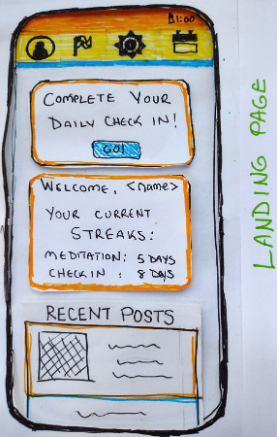 11:00
COMPLETE YOUR
DAILY CHECK IN!
GO!
WELCOME, <name>
YOUR CURRENT
STREAKS:
MEDITATION: 5 DAYS
CHECK IN : 8 DAYS
RECENT POSTS
LANDING PAGE